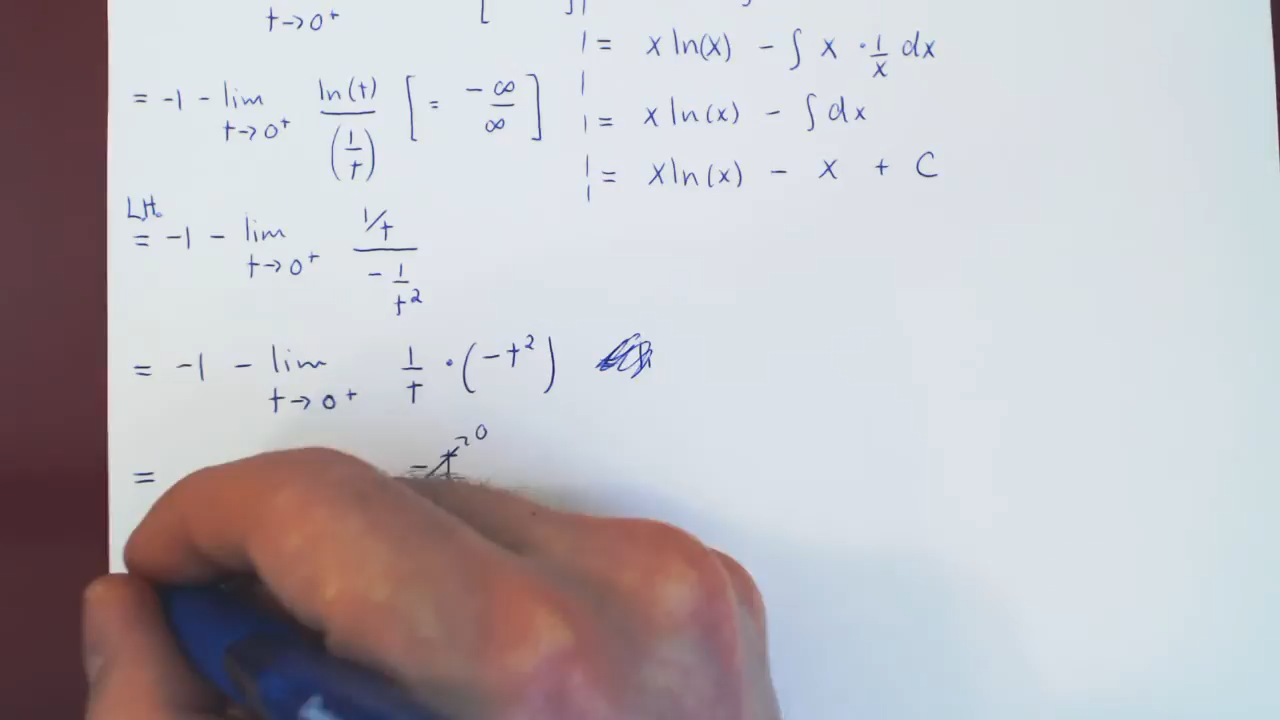 t→0⁺ [ ]
= -1 - lim t→0⁺ ln(t)/(1/t) [= -∞/∞]
L.H.
= -1 - lim t→0⁺ (1/t)/(-1/t²)
= -1 - lim t→0⁺ 1/t · (-t²)
= -t→0
= x ln(x) - ∫ x · 1/x dx
= x ln(x) - ∫ dx
= x ln(x) - x + C